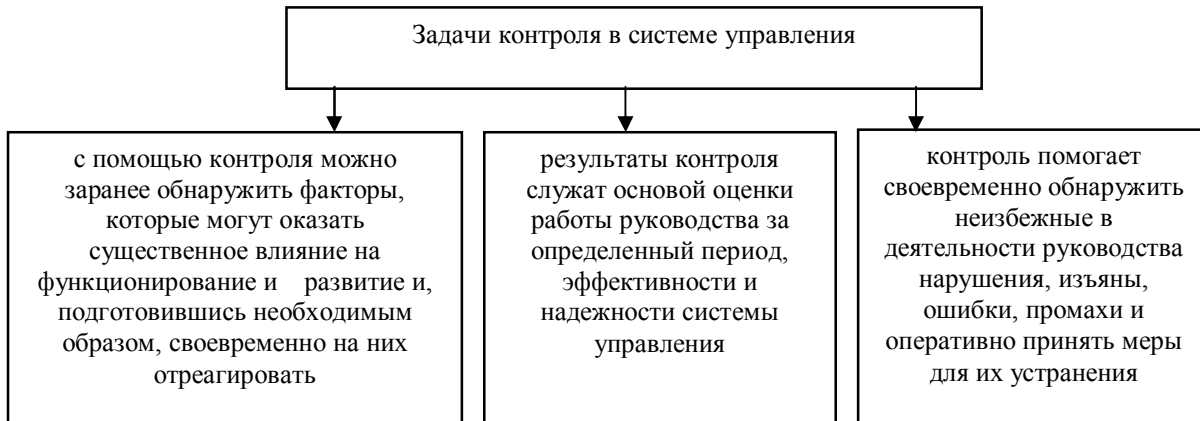 Задачи контроля в системе управления
с помощью контроля можно
заранее обнаружить факторы,
которые могут оказать
существенное влияние на
функционирование и развитие и,
подготовившись необходимым
образом, своевременно на них
отреагировать
результаты контроля
служат основой оценки
работы руководства за
определенный период,
эффективности и
надежности системы
управления
контроль помогает
своевременно обнаружить
неизбежные в
деятельности руководства
нарушения, изъяны,
ошибки, промахи и
оперативно принять меры
для их устранения